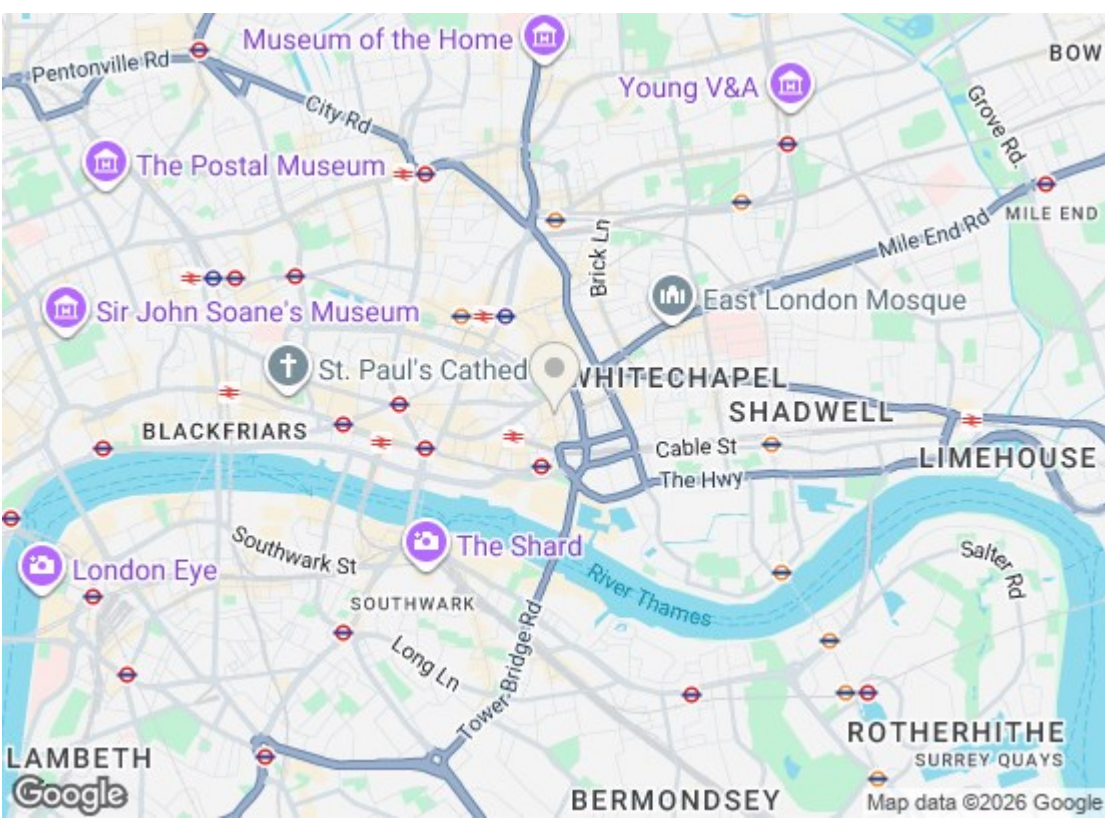 Museum of the Home
Young V&A
BOW
Pentonville Rd
City Rd
Grove Rd.
The Postal Museum
MILE END
Brick Ln
Mile End Rd
East London Mosque
Sir John Soane's Museum
St. Paul's Cathed
WHITECHAPEL
SHADWELL
BLACKFRIARS
Cable St
LIMEHOUSE
The Hwy
Southwark St
The Shard
Salter Rd
London Eye
River Thames
SOUTHWARK
Long Ln
Tower Bridge Rd
ROTHERHITHE
LAMBETH
SURREY QUAYS
Google
BERMONDSEY
Map data ©2026 Google